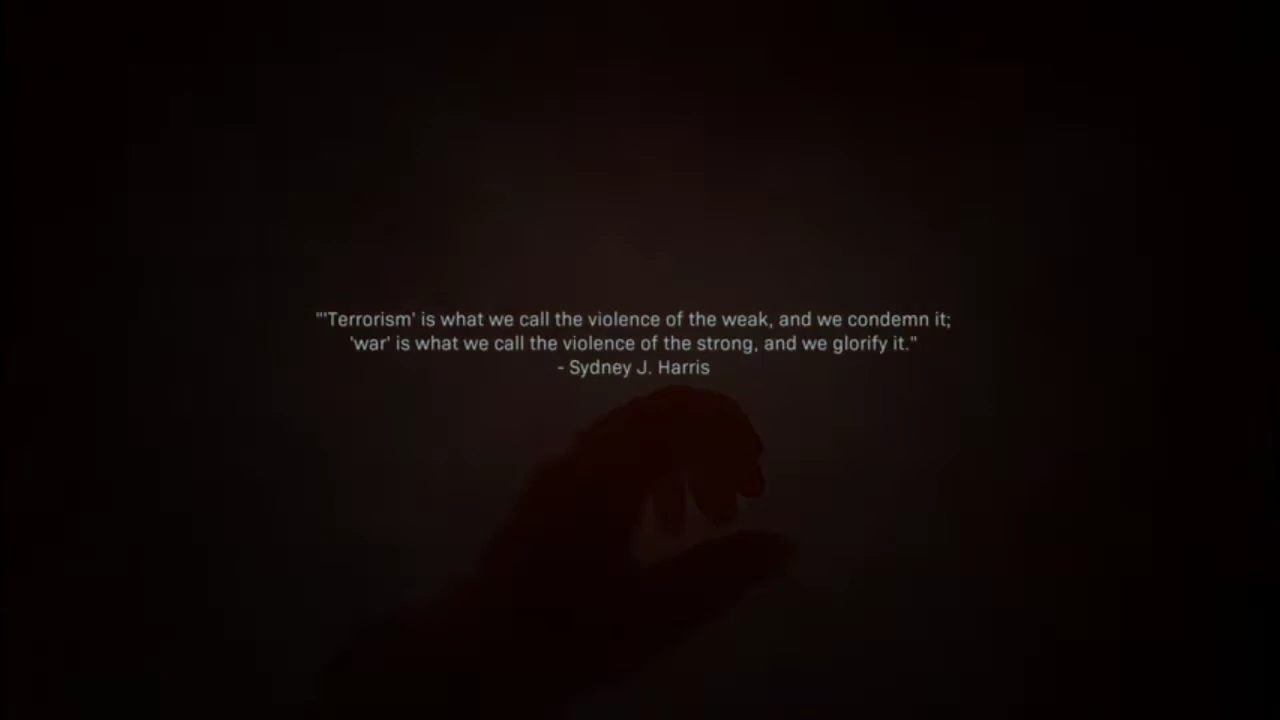 "'Terrorism' is what we call the violence of the weak, and we condemn it;
'war' is what we call the violence of the strong, and we glorify it."
- Sydney J. Harris